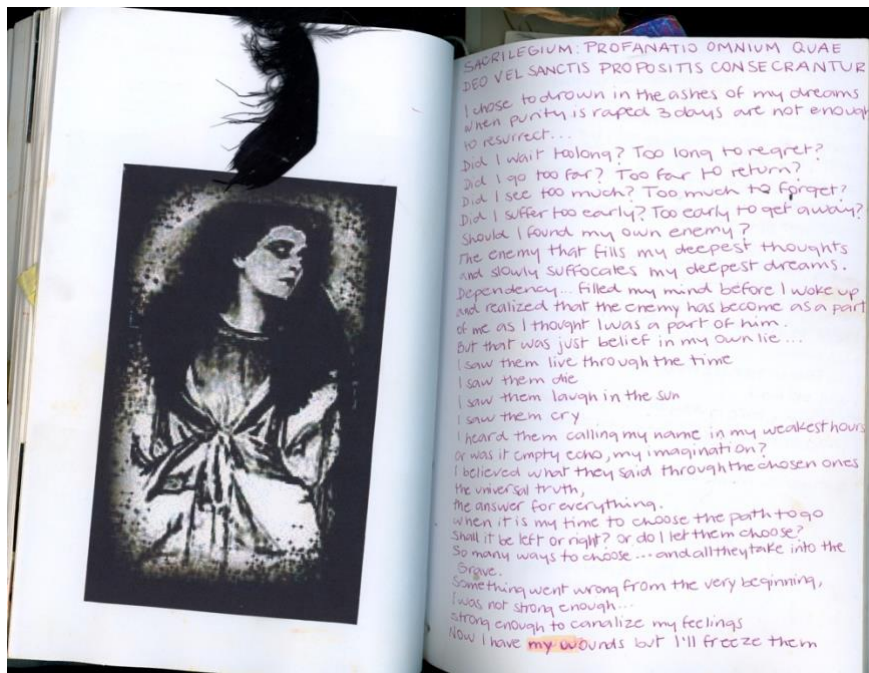 SACRILEGIUM: PROFANATIO OMNIUM QUAE
DEO VEL SANCTIS PROPOSITIS CONSECRANTUR
I chose to drown in the ashes of my dreams
when purity is raped 3 days are not enough
to resurrect...
Did I wait too long? Too long to regret?
Did I go too far? Too far to return?
Did I see too much? Too much to forget?
Did I suffer too early? Too early to get away?
Should I found my own enemy?
The enemy that fills my deepest thoughts
and slowly suffocates my deepest dreams.
Dependency... filled my mind before I woke up
and realized that the enemy has become as a part
of me as I thought I was a part of him.
But that was just belief in my own lie...
I saw them live through the time
I saw them die
I saw them laugh in the sun
I saw them cry
I heard them calling my name in my weakest hours
or was it empty echo, my imagination?
I believed what they said through the chosen ones
the universal truth,
the answer for everything.
When it is my time to choose the path to go
shall it be left or right? or do I let them choose?
So many ways to choose... and all they take into the
Grave.
Something went wrong from the very beginning,
I was not strong enough...
strong enough to canalize my feelings
Now I have my wounds but I'll freeze them